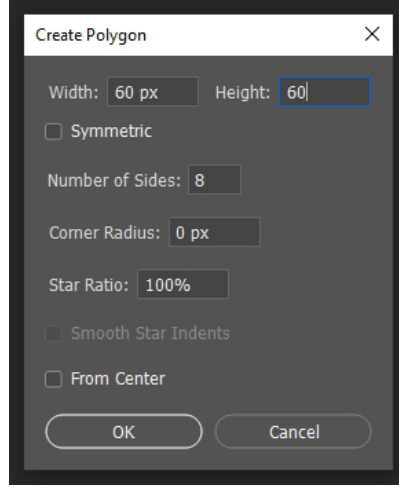 Create Polygon
Width: 60 px Height: 60
Symmetric
Number of Sides: 8
Corner Radius: 0 px
Star Ratio: 100%
Smooth Star Indents
From Center
OK Cancel